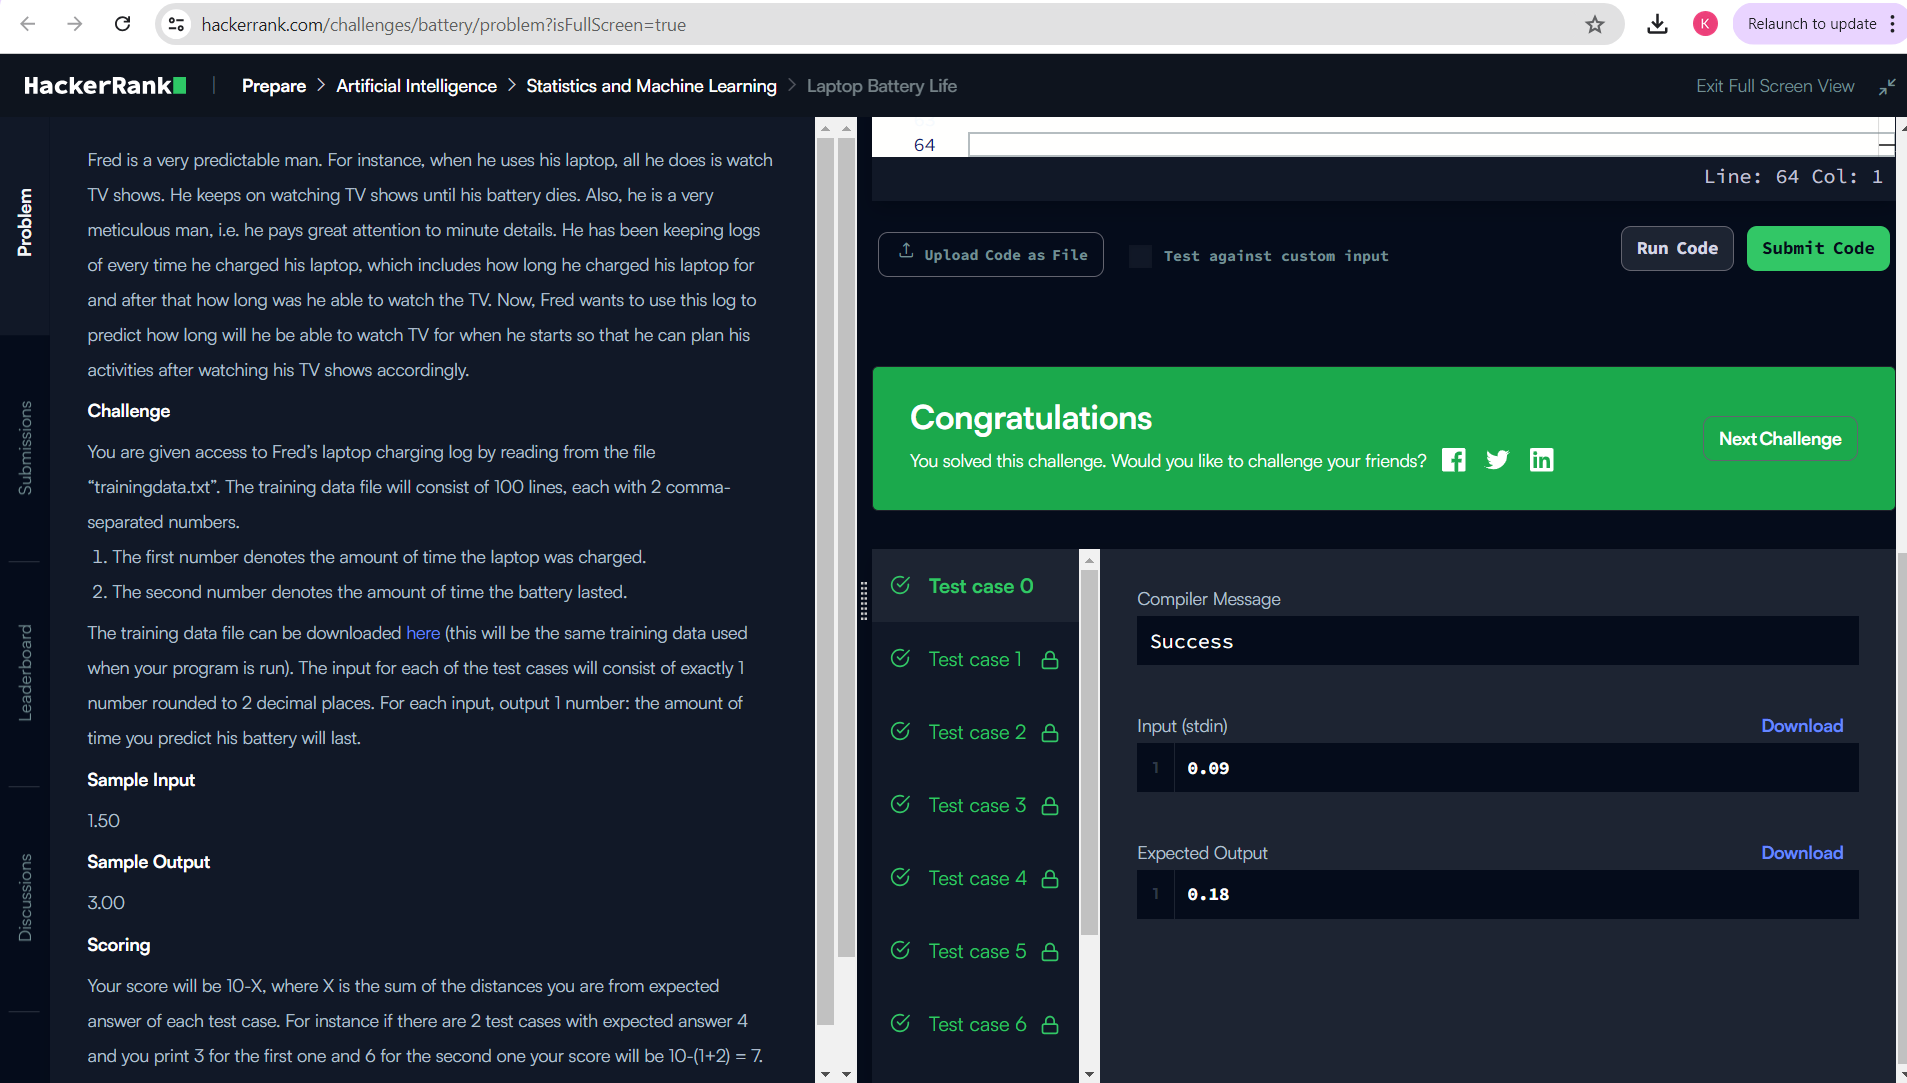 hackerrank.com/challenges/battery/problem?isFullScreen=true
K
Relaunch to update
HackerRank
Prepare > Artificial Intelligence > Statistics and Machine Learning > Laptop Battery Life
Exit Full Screen View
Problem
Submissions
Leaderboard
Discussions
Fred is a very predictable man. For instance, when he uses his laptop, all he does is watch
TV shows. He keeps on watching TV shows until his battery dies. Also, he is a very
meticulous man, i.e. he pays great attention to minute details. He has been keeping logs
of every time he charged his laptop, which includes how long he charged his laptop for
and after that how long was he able to watch the TV. Now, Fred wants to use this log to
predict how long will he be able to watch TV for when he starts so that he can plan his
activities after watching his TV shows accordingly.
Challenge
You are given access to Fred’s laptop charging log by reading from the file
“trainingdata.txt”. The training data file will consist of 100 lines, each with 2 comma-
separated numbers.
1. The first number denotes the amount of time the laptop was charged.
2. The second number denotes the amount of time the battery lasted.
The training data file can be downloaded here (this will be the same training data used
when your program is run). The input for each of the test cases will consist of exactly 1
number rounded to 2 decimal places. For each input, output 1 number: the amount of
time you predict his battery will last.
Sample Input
1.50
Sample Output
3.00
Scoring
Your score will be 10-X, where X is the sum of the distances you are from expected
answer of each test case. For instance if there are 2 test cases with expected answer 4
and you print 3 for the first one and 6 for the second one your score will be 10-(1+2) = 7.
64
Line: 64 Col: 1
Upload Code as File
Test against custom input
Run Code
Submit Code
Congratulations
You solved this challenge. Would you like to challenge your friends?
Next Challenge
Test case 0
Test case 1
Test case 2
Test case 3
Test case 4
Test case 5
Test case 6
Compiler Message
Success
Input (stdin)
Download
1
0.09
Expected Output
Download
1
0.18